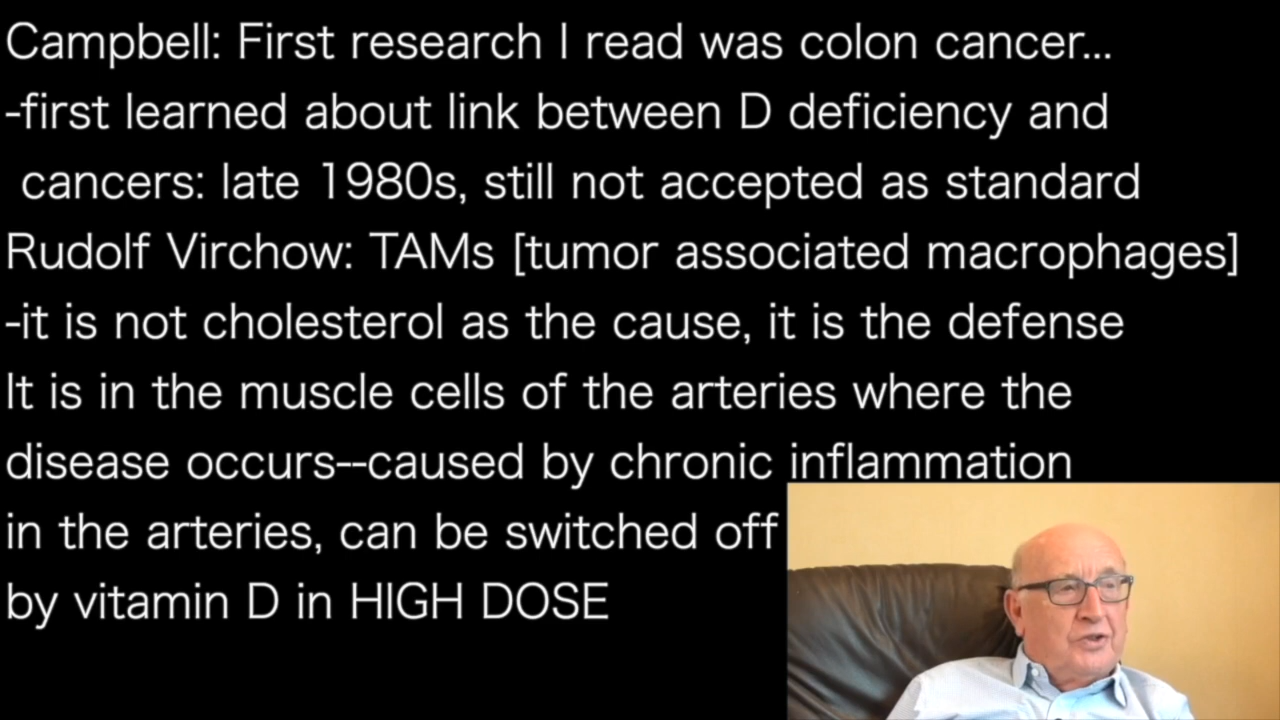 Campbell: First research I read was colon cancer...
-first learned about link between D deficiency and
cancers: late 1980s, still not accepted as standard
Rudolf Virchow: TAMs [tumor associated macrophages]
-it is not cholesterol as the cause, it is the defense
It is in the muscle cells of the arteries where the
disease occurs--caused by chronic inflammation
in the arteries, can be switched off
by vitamin D in HIGH DOSE